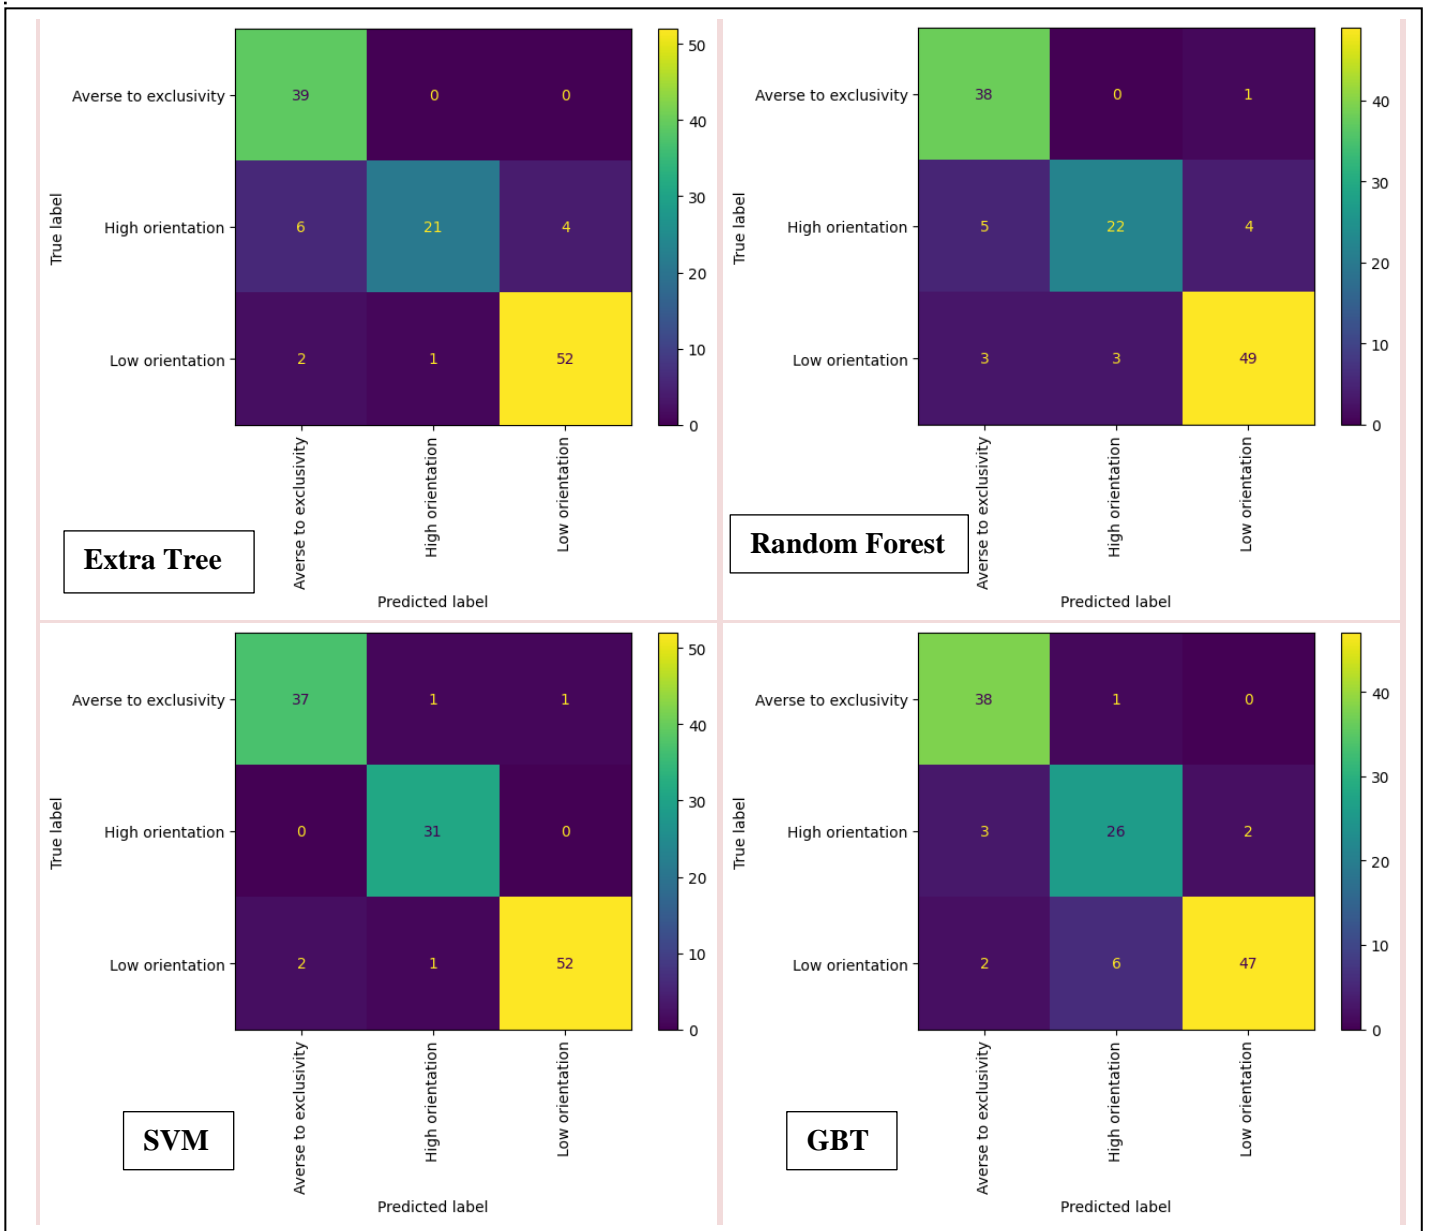 50
Averse to exclusivity
39 0 0
40
30
True label
High orientation
6 21 4
20
10
Low orientation
2 1 52
0
Averse to exclusivity
High orientation
Low orientation
Extra Tree
Predicted label
40
Averse to exclusivity
38 0 1
30
True label
High orientation
5 22 4
20
10
Low orientation
3 3 49
0
Averse to exclusivity
High orientation
Low orientation
Random Forest
Predicted label
50
Averse to exclusivity
37 1 1
40
30
True label
High orientation
0 31 0
20
10
Low orientation
2 1 52
0
Averse to exclusivity
High orientation
Low orientation
SVM
Predicted label
40
Averse to exclusivity
38 1 0
30
True label
High orientation
3 26 2
20
10
Low orientation
2 6 47
0
Averse to exclusivity
High orientation
Low orientation
GBT
Predicted label